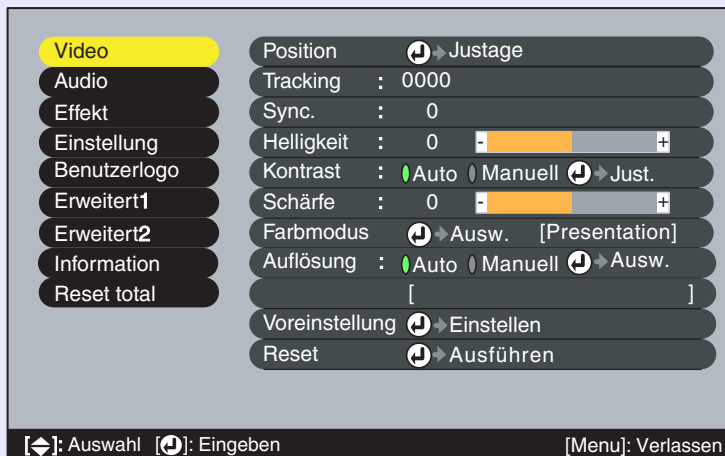 Video
Audio
Effekt
Einstellung
Benutzerlogo
Erweitert1
Erweitert2
Information
Reset total
Position Justage
Tracking : 0000
Sync. : 0
Helligkeit : 0 - +
Kontrast : Auto Manuell Just.
Schärfe : 0 - +
Farbmodus Ausw. [Presentation]
Auflösung : Auto Manuell Ausw.
[ ]
Voreinstellung Einstellen
Reset Ausführen
[ ]: Auswahl [ ]: Eingeben [Menu]: Verlassen